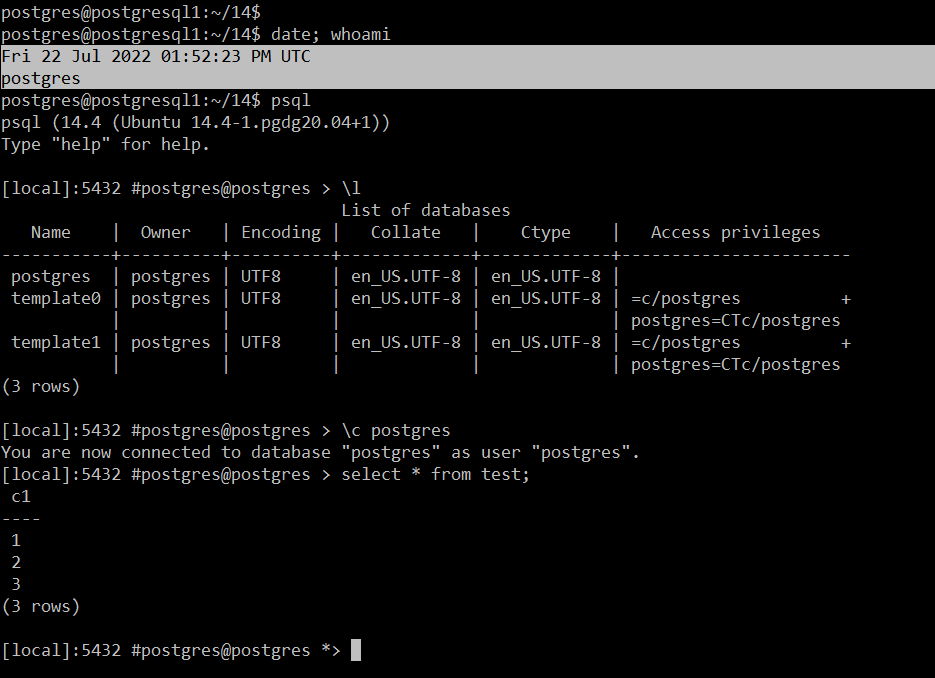 postgres@postgresql1:~/14$
postgres@postgresql1:~/14$ date; whoami
Fri 22 Jul 2022 01:52:23 PM UTC
postgres
postgres@postgresql1:~/14$ psql
psql (14.4 (Ubuntu 14.4-1.pgdg20.04+1))
Type "help" for help.

[local]:5432 #postgres@postgres > \l
                                  List of databases
   Name    |  Owner   | Encoding |   Collate   |    Ctype    |   Access privileges
-----------+----------+----------+-------------+-------------+-----------------------
 postgres  | postgres | UTF8     | en_US.UTF-8 | en_US.UTF-8 |
 template0 | postgres | UTF8     | en_US.UTF-8 | en_US.UTF-8 | =c/postgres          +
           |          |          |             |             | postgres=CTc/postgres
 template1 | postgres | UTF8     | en_US.UTF-8 | en_US.UTF-8 | =c/postgres          +
           |          |          |             |             | postgres=CTc/postgres
(3 rows)

[local]:5432 #postgres@postgres > \c postgres
You are now connected to database "postgres" as user "postgres".
[local]:5432 #postgres@postgres > select * from test;
 c1
----
 1
 2
 3
(3 rows)

[local]:5432 #postgres@postgres *>